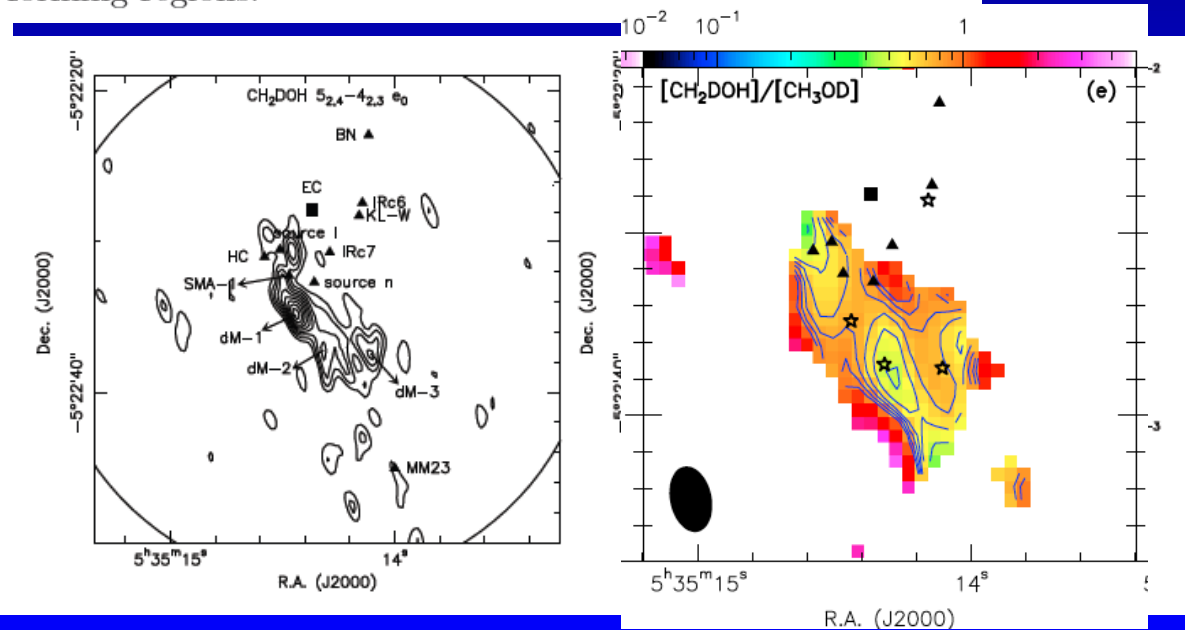 10⁻² 10⁻¹ 1
CH₂DOH 5₂,₄−4₂,₃ e₀
BN
EC
IRc6
KL−W
source I
HC
IRc7
SMA−1
source n
dM−1
dM−2
dM−3
MM23
−5°22'20"
−5°22'40"
Dec. (J2000)
5ʰ35ᵐ15ˢ 14ˢ
R.A. (J2000)
[CH₂DOH]/[CH₃OD] (e)
−2
−3
Dec. (J2000)
5ʰ35ᵐ15ˢ 14ˢ
R.A. (J2000)